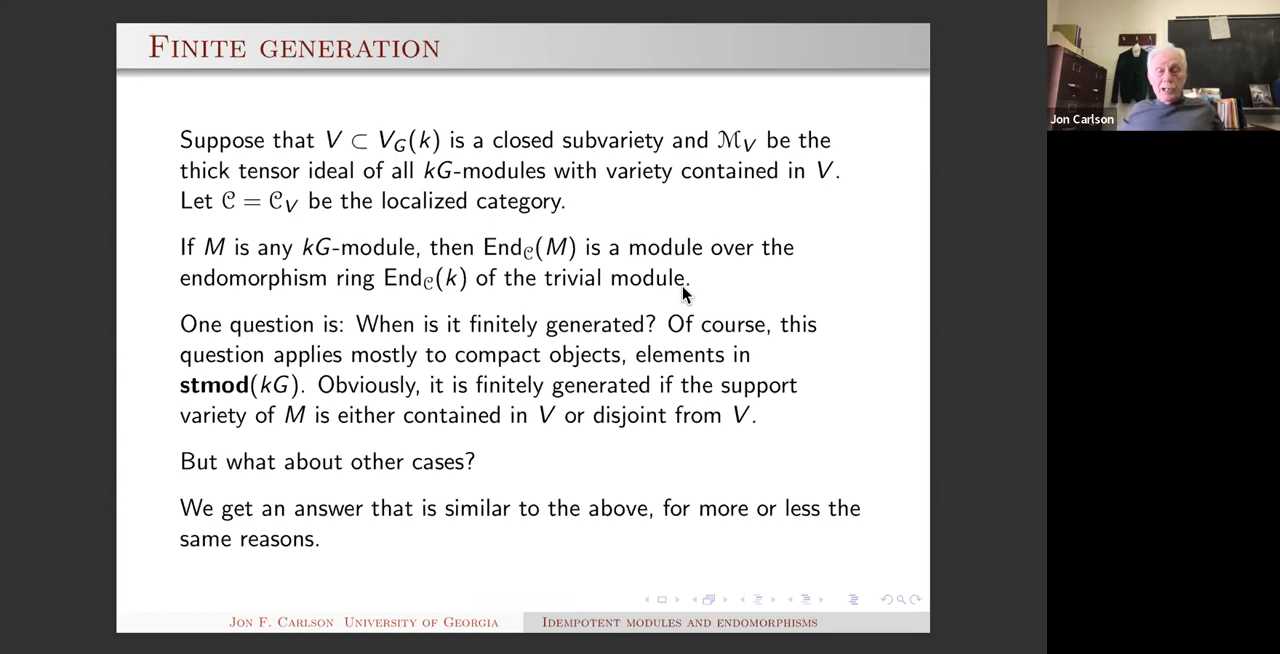 FINITE GENERATION
Suppose that V ⊂ V_G(k) is a closed subvariety and ℳ_V be the
thick tensor ideal of all kG-modules with variety contained in V.
Let 𝒞 = 𝒞_V be the localized category.
If M is any kG-module, then End_𝒞(M) is a module over the
endomorphism ring End_𝒞(k) of the trivial module.
One question is: When is it finitely generated? Of course, this
question applies mostly to compact objects, elements in
stmod(kG). Obviously, it is finitely generated if the support
variety of M is either contained in V or disjoint from V.
But what about other cases?
We get an answer that is similar to the above, for more or less the
same reasons.
JON F. CARLSON UNIVERSITY OF GEORGIA
IDEMPOTENT MODULES AND ENDOMORPHISMS
Jon Carlson